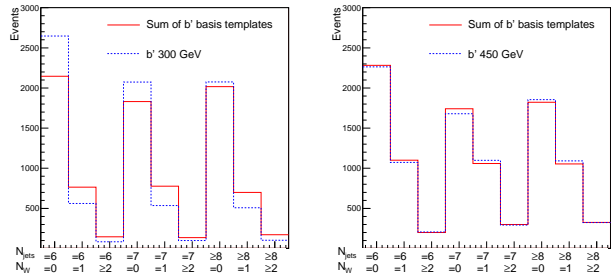 Events
3000
2500
2000
1500
1000
500
Sum of b' basis templates
b' 300 GeV
N_jets =6 =6 =6 =7 =7 =7 ≥8 ≥8 ≥8
N_W =0 =1 ≥2 =0 =1 ≥2 =0 =1 ≥2
Events
3000
2500
2000
1500
1000
500
Sum of b' basis templates
b' 450 GeV
N_jets =6 =6 =6 =7 =7 =7 ≥8 ≥8 ≥8
N_W =0 =1 ≥2 =0 =1 ≥2 =0 =1 ≥2